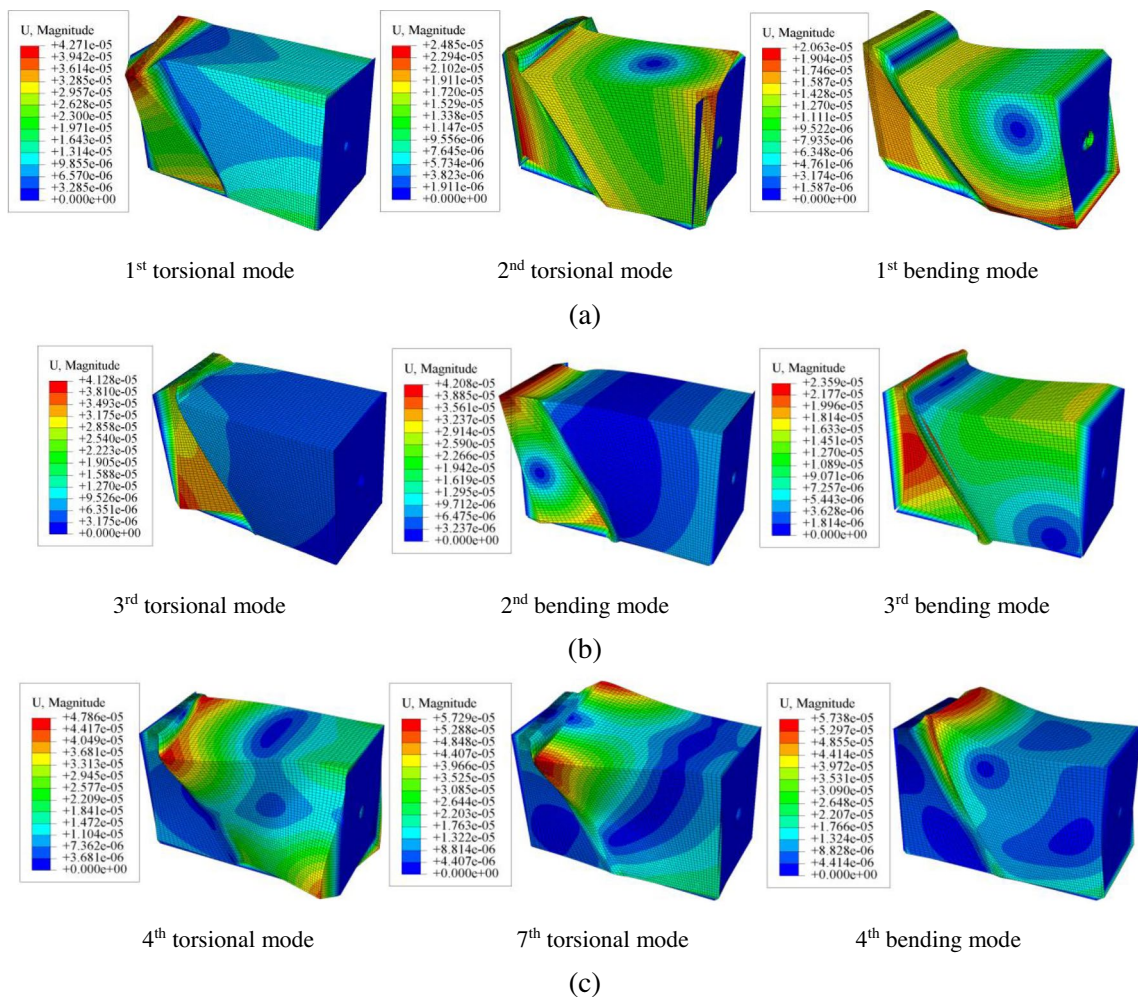 U, Magnitude
+4.271e-05
+3.942e-05
+3.614e-05
+3.285e-05
+2.957e-05
+2.628e-05
+2.300e-05
+1.971e-05
+1.643e-05
+1.314e-05
+9.855e-06
+6.570e-06
+3.285e-06
+0.000e+00
1st torsional mode
U, Magnitude
+2.485e-05
+2.294e-05
+2.102e-05
+1.911e-05
+1.720e-05
+1.529e-05
+1.338e-05
+1.147e-05
+9.556e-06
+7.645e-06
+5.734e-06
+3.823e-06
+1.911e-06
+0.000e+00
2nd torsional mode
U, Magnitude
+2.063e-05
+1.904e-05
+1.746e-05
+1.587e-05
+1.428e-05
+1.270e-05
+1.111e-05
+9.522e-06
+7.935e-06
+6.348e-06
+4.761e-06
+3.174e-06
+1.587e-06
+0.000e+00
1st bending mode
(a)
U, Magnitude
+4.128e-05
+3.810e-05
+3.493e-05
+3.175e-05
+2.858e-05
+2.540e-05
+2.223e-05
+1.905e-05
+1.588e-05
+1.270e-05
+9.526e-06
+6.351e-06
+3.175e-06
+0.000e+00
3rd torsional mode
U, Magnitude
+4.208e-05
+3.885e-05
+3.561e-05
+3.237e-05
+2.914e-05
+2.590e-05
+2.266e-05
+1.942e-05
+1.619e-05
+1.295e-05
+9.712e-06
+6.475e-06
+3.237e-06
+0.000e+00
2nd bending mode
U, Magnitude
+2.359e-05
+2.177e-05
+1.996e-05
+1.814e-05
+1.633e-05
+1.451e-05
+1.270e-05
+1.089e-05
+9.071e-06
+7.257e-06
+5.443e-06
+3.628e-06
+1.814e-06
+0.000e+00
3rd bending mode
(b)
U, Magnitude
+4.786e-05
+4.417e-05
+4.049e-05
+3.681e-05
+3.313e-05
+2.945e-05
+2.577e-05
+2.209e-05
+1.841e-05
+1.472e-05
+1.104e-05
+7.362e-06
+3.681e-06
+0.000e+00
4th torsional mode
U, Magnitude
+5.729e-05
+5.288e-05
+4.848e-05
+4.407e-05
+3.966e-05
+3.525e-05
+3.085e-05
+2.644e-05
+2.203e-05
+1.763e-05
+1.322e-05
+8.814e-06
+4.407e-06
+0.000e+00
7th torsional mode
U, Magnitude
+5.738e-05
+5.297e-05
+4.855e-05
+4.414e-05
+3.972e-05
+3.531e-05
+3.090e-05
+2.648e-05
+2.207e-05
+1.766e-05
+1.324e-05
+8.828e-06
+4.414e-06
+0.000e+00
4th bending mode
(c)